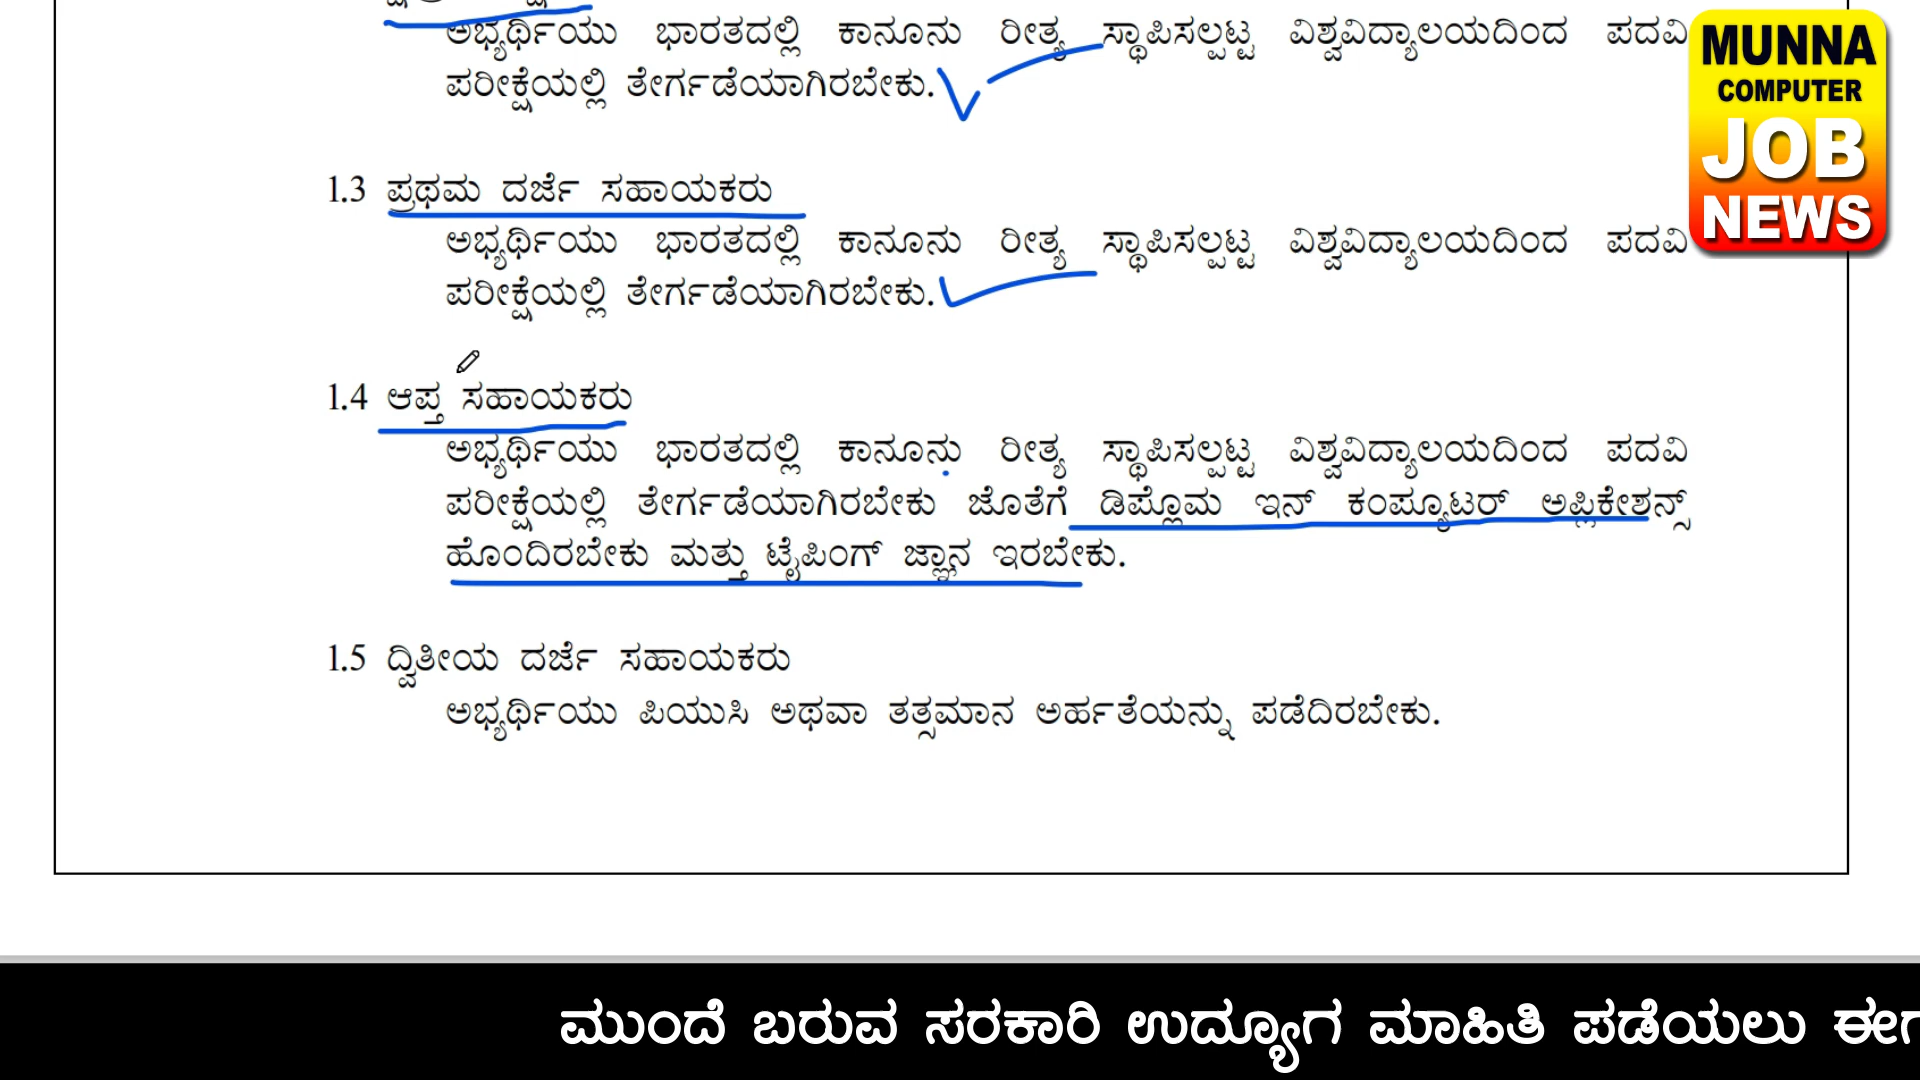 ಅಭ್ಯರ್ಥಿಯು ಭಾರತದಲ್ಲಿ ಕಾನೂನು ರೀತ್ಯ ಸ್ಥಾಪಿಸಲ್ಪಟ್ಟ ವಿಶ್ವವಿದ್ಯಾಲಯದಿಂದ ಪದವಿ
ಪರೀಕ್ಷೆಯಲ್ಲಿ ತೇರ್ಗಡೆಯಾಗಿರಬೇಕು.
MUNNA
COMPUTER
JOB
NEWS
1.3 ಪ್ರಥಮ ದರ್ಜೆ ಸಹಾಯಕರು
ಅಭ್ಯರ್ಥಿಯು ಭಾರತದಲ್ಲಿ ಕಾನೂನು ರೀತ್ಯ ಸ್ಥಾಪಿಸಲ್ಪಟ್ಟ ವಿಶ್ವವಿದ್ಯಾಲಯದಿಂದ ಪದವಿ
ಪರೀಕ್ಷೆಯಲ್ಲಿ ತೇರ್ಗಡೆಯಾಗಿರಬೇಕು.
1.4 ಆಪ್ತ ಸಹಾಯಕರು
ಅಭ್ಯರ್ಥಿಯು ಭಾರತದಲ್ಲಿ ಕಾನೂನು ರೀತ್ಯ ಸ್ಥಾಪಿಸಲ್ಪಟ್ಟ ವಿಶ್ವವಿದ್ಯಾಲಯದಿಂದ ಪದವಿ
ಪರೀಕ್ಷೆಯಲ್ಲಿ ತೇರ್ಗಡೆಯಾಗಿರಬೇಕು ಜೊತೆಗೆ ಡಿಪ್ಲೊಮ ಇನ್ ಕಂಪ್ಯೂಟರ್ ಅಪ್ಲಿಕೇಶನ್ಸ್
ಹೊಂದಿರಬೇಕು ಮತ್ತು ಟೈಪಿಂಗ್ ಜ್ಞಾನ ಇರಬೇಕು.
1.5 ದ್ವಿತೀಯ ದರ್ಜೆ ಸಹಾಯಕರು
ಅಭ್ಯರ್ಥಿಯು ಪಿಯುಸಿ ಅಥವಾ ತತ್ಸಮಾನ ಅರ್ಹತೆಯನ್ನು ಪಡೆದಿರಬೇಕು.
ಮುಂದೆ ಬರುವ ಸರಕಾರಿ ಉದ್ಯೂಗ ಮಾಹಿತಿ ಪಡೆಯಲು